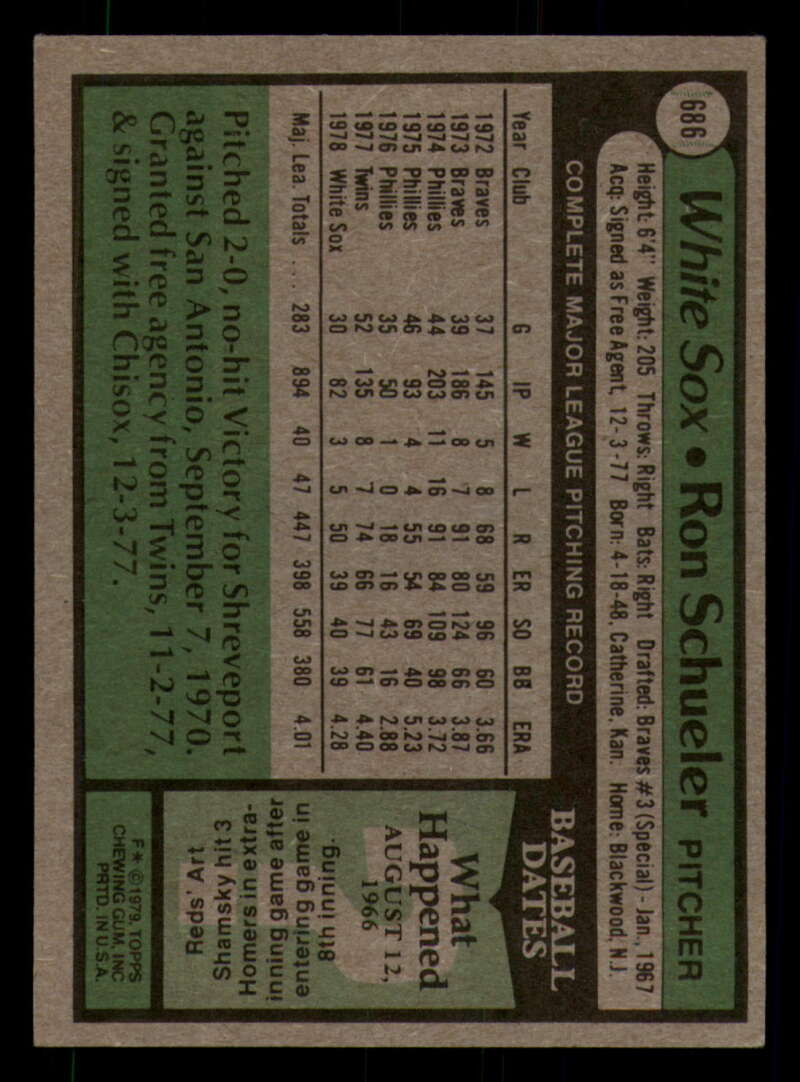 686
White Sox • Ron Schueler PITCHER
Height: 6'4" Weight: 205 Throws: Right Bats: Right Drafted: Braves #3 (Special) - Jan., 1967
Acq: Signed as Free Agent, 12-3-77 Born: 4-18-48, Catherine, Kan. Home: Blackwood, N.J.
COMPLETE MAJOR LEAGUE PITCHING RECORD
Year Club G IP W L R ER SO BB ERA
1972 Braves 37 145 5 8 68 59 96 60 3.66
1973 Braves 39 186 8 7 91 80 124 66 3.87
1974 Phillies 44 203 11 16 91 84 109 98 3.72
1975 Phillies 46 93 4 4 55 54 69 40 5.23
1976 Phillies 35 50 1 0 18 16 43 16 2.88
1977 Twins 52 135 8 7 74 66 77 61 4.40
1978 White Sox 30 82 3 5 50 39 40 39 4.28
Maj. Lea. Totals .... 283 894 40 47 447 398 558 380 4.01
Pitched 2-0, no-hit Victory for Shreveport
against San Antonio, September 7, 1970.
Granted free agency from Twins, 11-2-77,
& signed with Chisox, 12-3-77.
BASEBALL
DATES
What
Happened
AUGUST 12,
1966
Reds' Art
Shamsky hit 3
Homers in extra-
inning game after
entering game in
8th inning.
F* © 1979, TOPPS
CHEWING GUM, INC
PRTD. IN U.S.A.